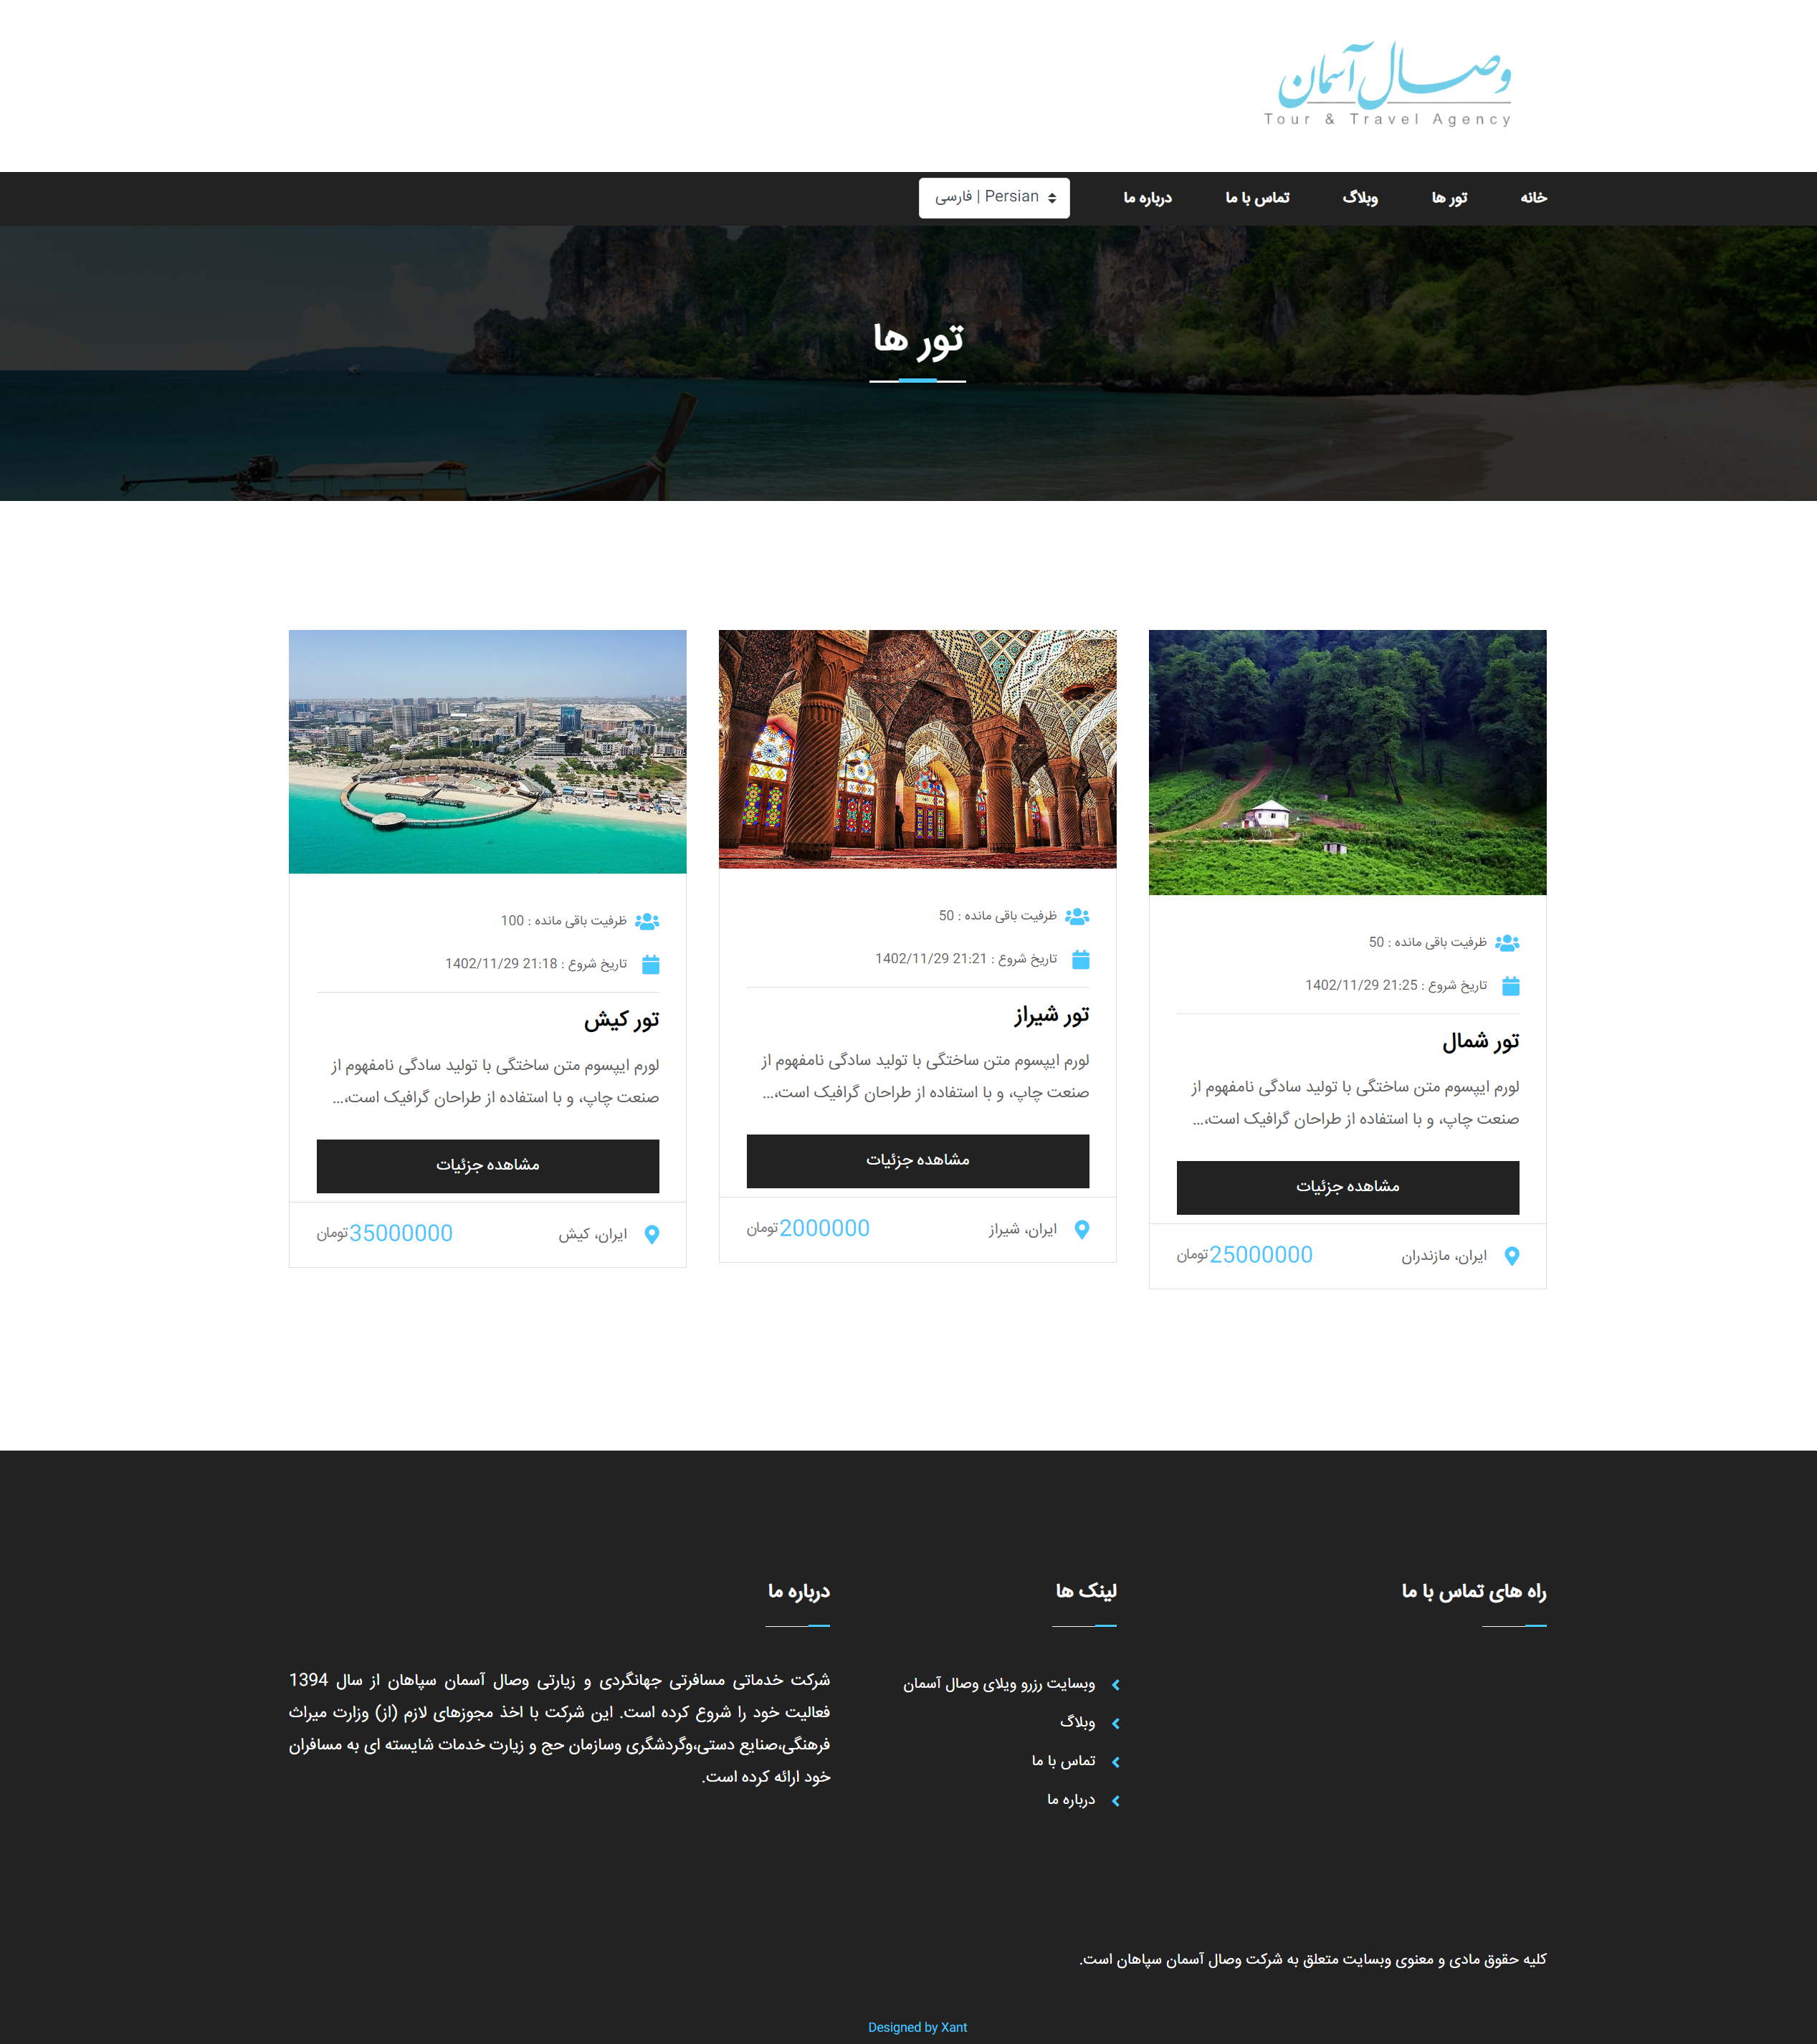 وصال آسمان
Tour & Travel Agency
خانه
تور ها
وبلاگ
تماس با ما
درباره ما
فارسی | Persian
تور ها
ظرفیت باقی مانده : 50
تاریخ شروع : 21:25 1402/11/29
تور شمال
لورم ایپسوم متن ساختگی با تولید سادگی نامفهوم از
صنعت چاپ، و با استفاده از طراحان گرافیک است،...
مشاهده جزئیات
ایران، مازندران
25000000تومان
ظرفیت باقی مانده : 50
تاریخ شروع : 21:21 1402/11/29
تور شیراز
لورم ایپسوم متن ساختگی با تولید سادگی نامفهوم از
صنعت چاپ، و با استفاده از طراحان گرافیک است،...
مشاهده جزئیات
ایران، شیراز
2000000تومان
ظرفیت باقی مانده : 100
تاریخ شروع : 21:18 1402/11/29
تور کیش
لورم ایپسوم متن ساختگی با تولید سادگی نامفهوم از
صنعت چاپ، و با استفاده از طراحان گرافیک است،...
مشاهده جزئیات
ایران، کیش
35000000تومان
راه های تماس با ما
لینک ها
وبسایت رزرو ویلای وصال آسمان
وبلاگ
تماس با ما
درباره ما
درباره ما
شرکت خدماتی مسافرتی جهانگردی و زیارتی وصال آسمان سپاهان از سال 1394
فعالیت خود را شروع کرده است. این شرکت با اخذ مجوزهای لازم (از) وزارت میراث
فرهنگی،صنایع دستی،وگردشگری وسازمان حج و زیارت خدمات شایسته ای به مسافران
خود ارائه کرده است.
کلیه حقوق مادی و معنوی وبسایت متعلق به شرکت وصال آسمان سپاهان است.
Designed by Xant